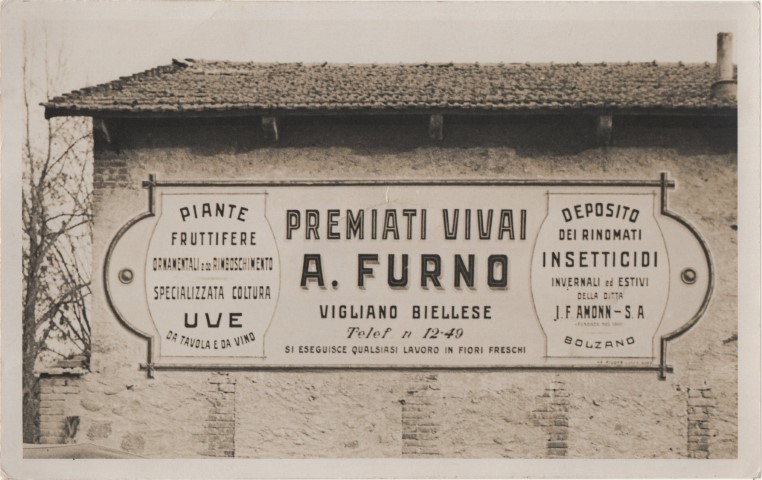 PIANTE
FRUTTIFERE
ORNAMENTALI e da RIMBOSCHIMENTO
SPECIALIZZATA COLTURA
UVE
DA TAVOLA E DA VINO
PREMIATI VIVAI
A. FURNO
VIGLIANO BIELLESE
Telef. n 12-49
SI ESEGUISCE QUALSIASI LAVORO IN FIORI FRESCHI
DEPOSITO
DEI RINOMATI
INSETTICIDI
INVERNALI ed ESTIVI
DELLA DITTA
J. F. AMONN - S. A
BOLZANO